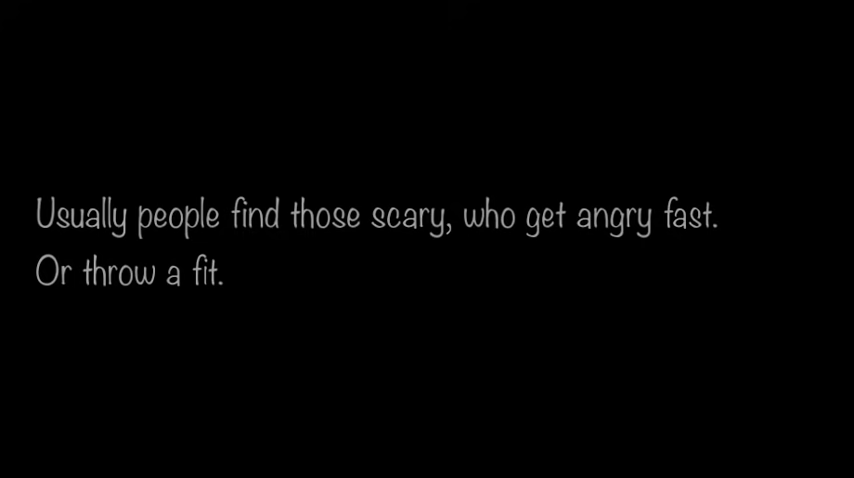 Usually people find those scary, who get angry fast.
Or throw a fit.